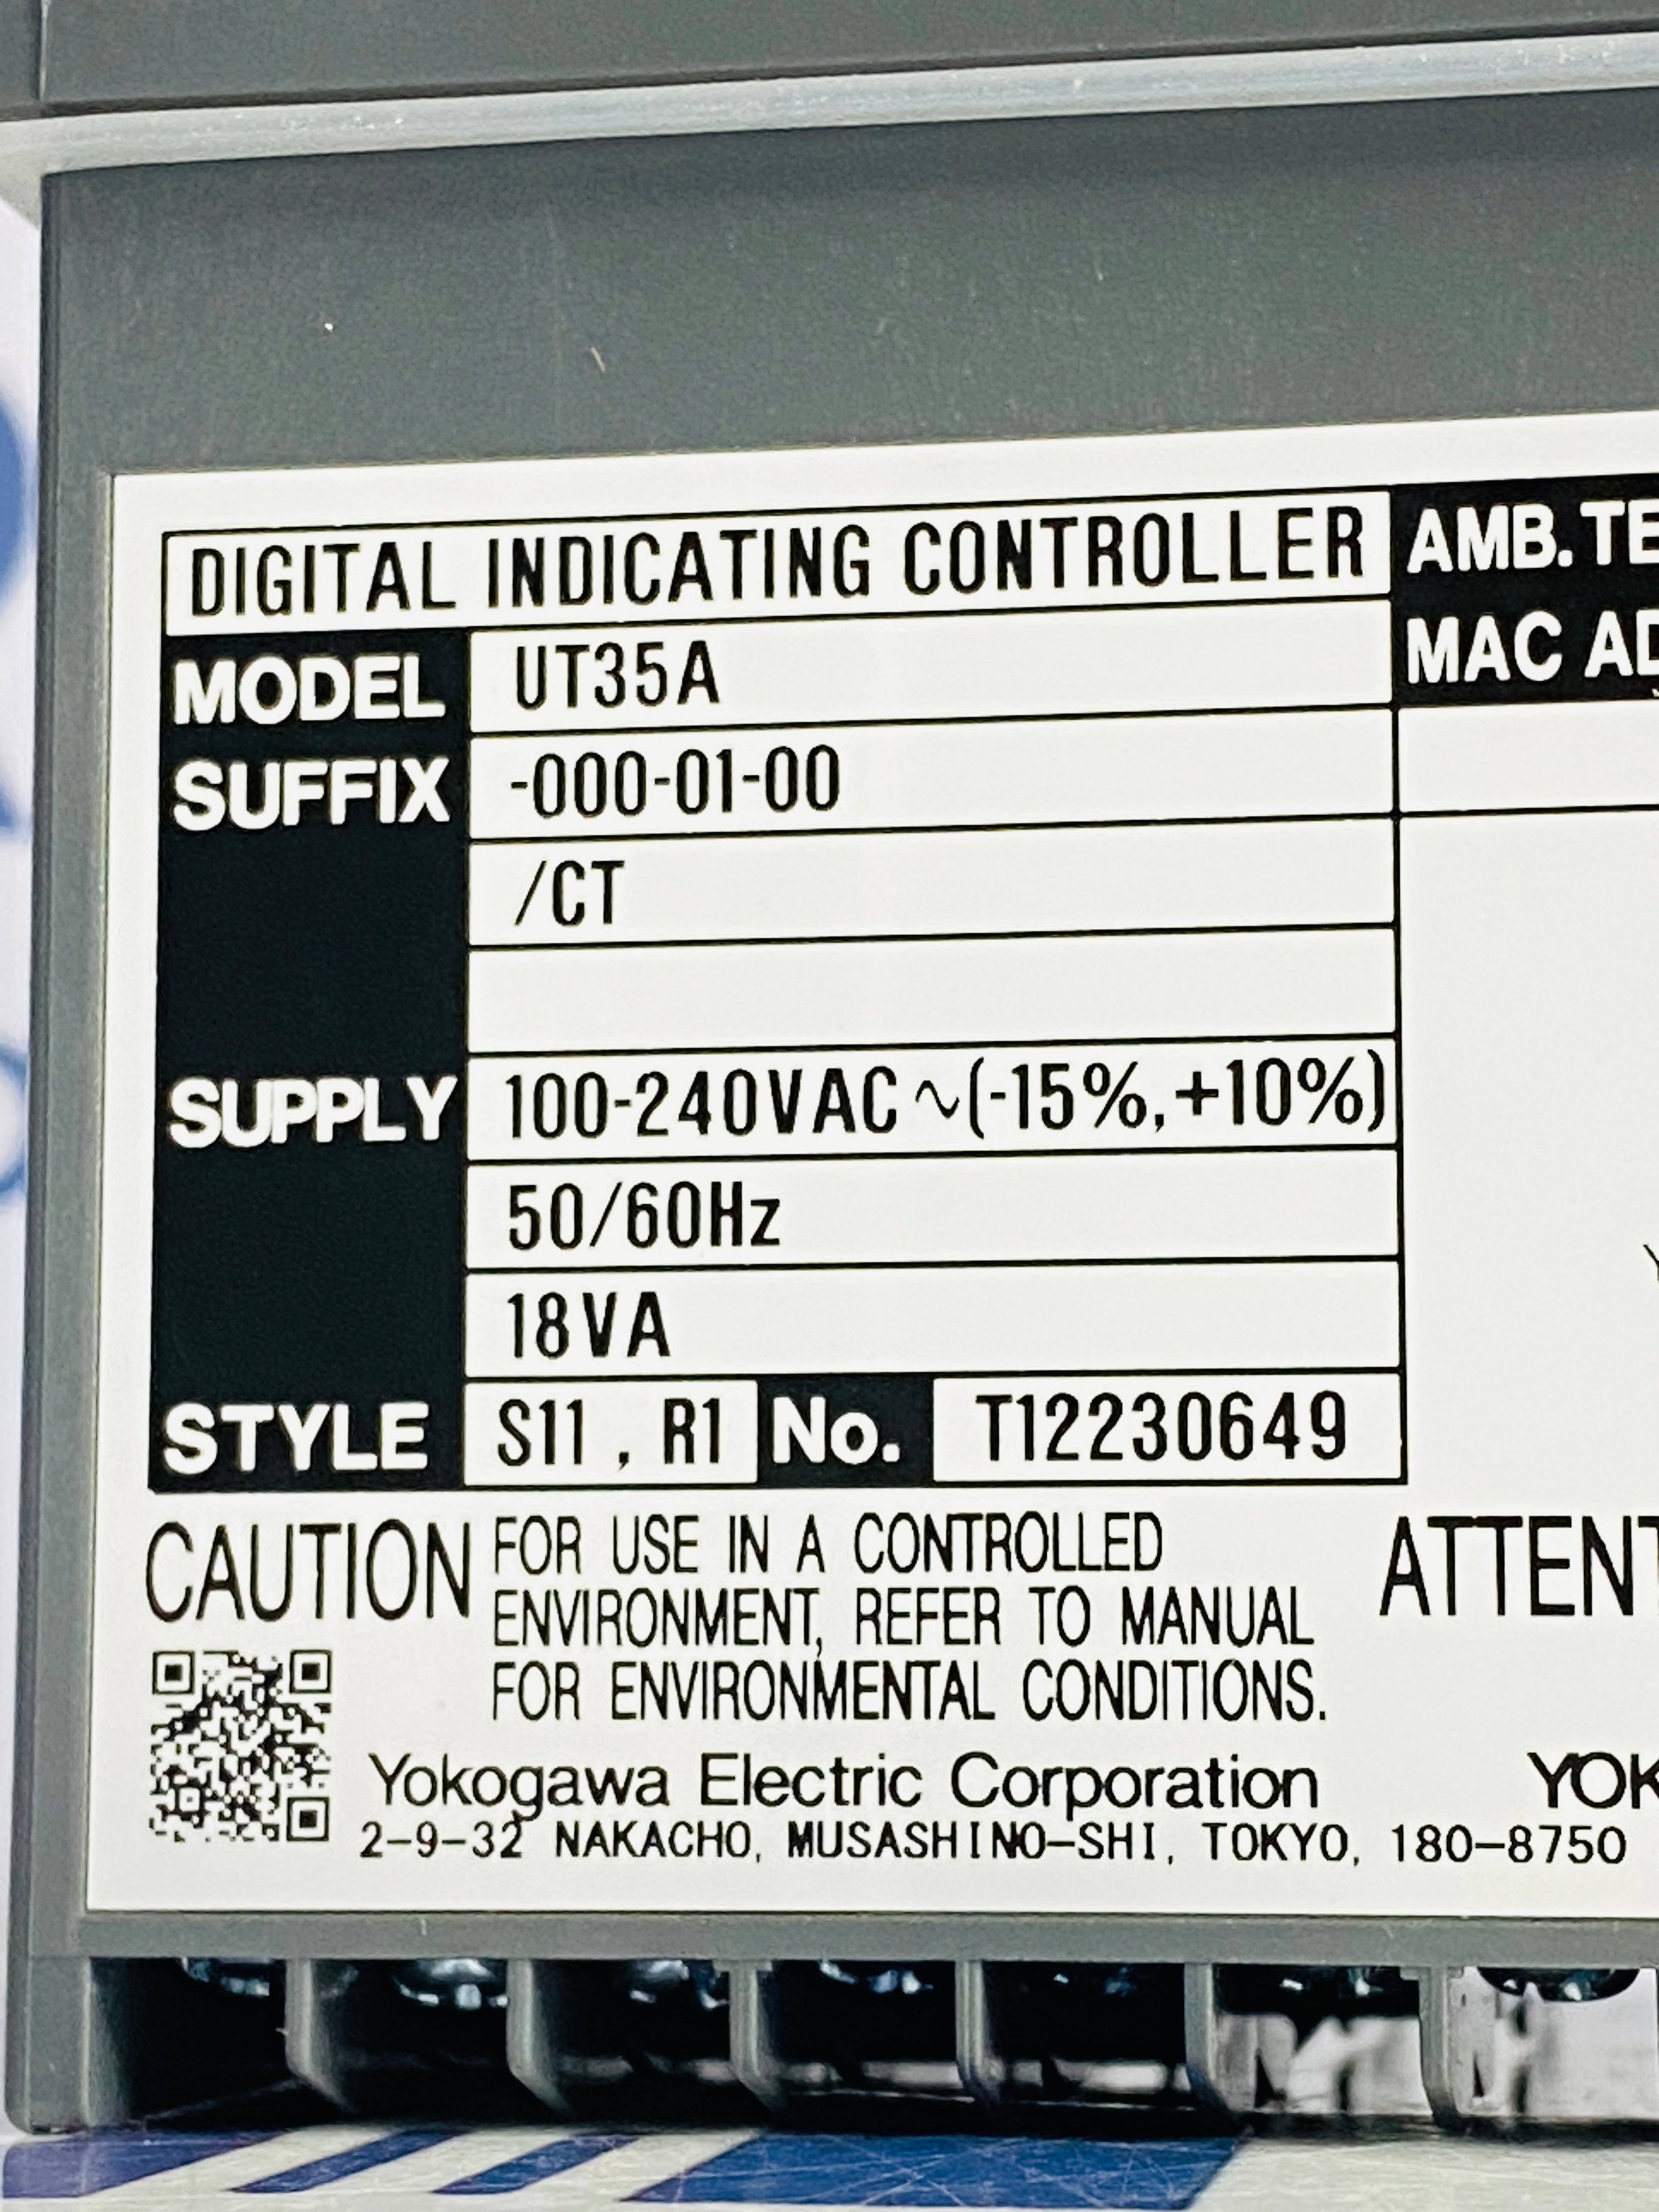 DIGITAL INDICATING CONTROLLER
AMB. TE
MODEL UT35A
MAC AD
SUFFIX -000-01-00
/CT
SUPPLY 100-240VAC ∿(-15%,+10%)
50/60Hz
18VA
STYLE S11 , R1 No. T12230649
CAUTION FOR USE IN A CONTROLLED
ENVIRONMENT, REFER TO MANUAL
FOR ENVIRONMENTAL CONDITIONS.
ATTENT
Yokogawa Electric Corporation
YOK
2-9-32 NAKACHO, MUSASHINO-SHI, TOKYO, 180-8750